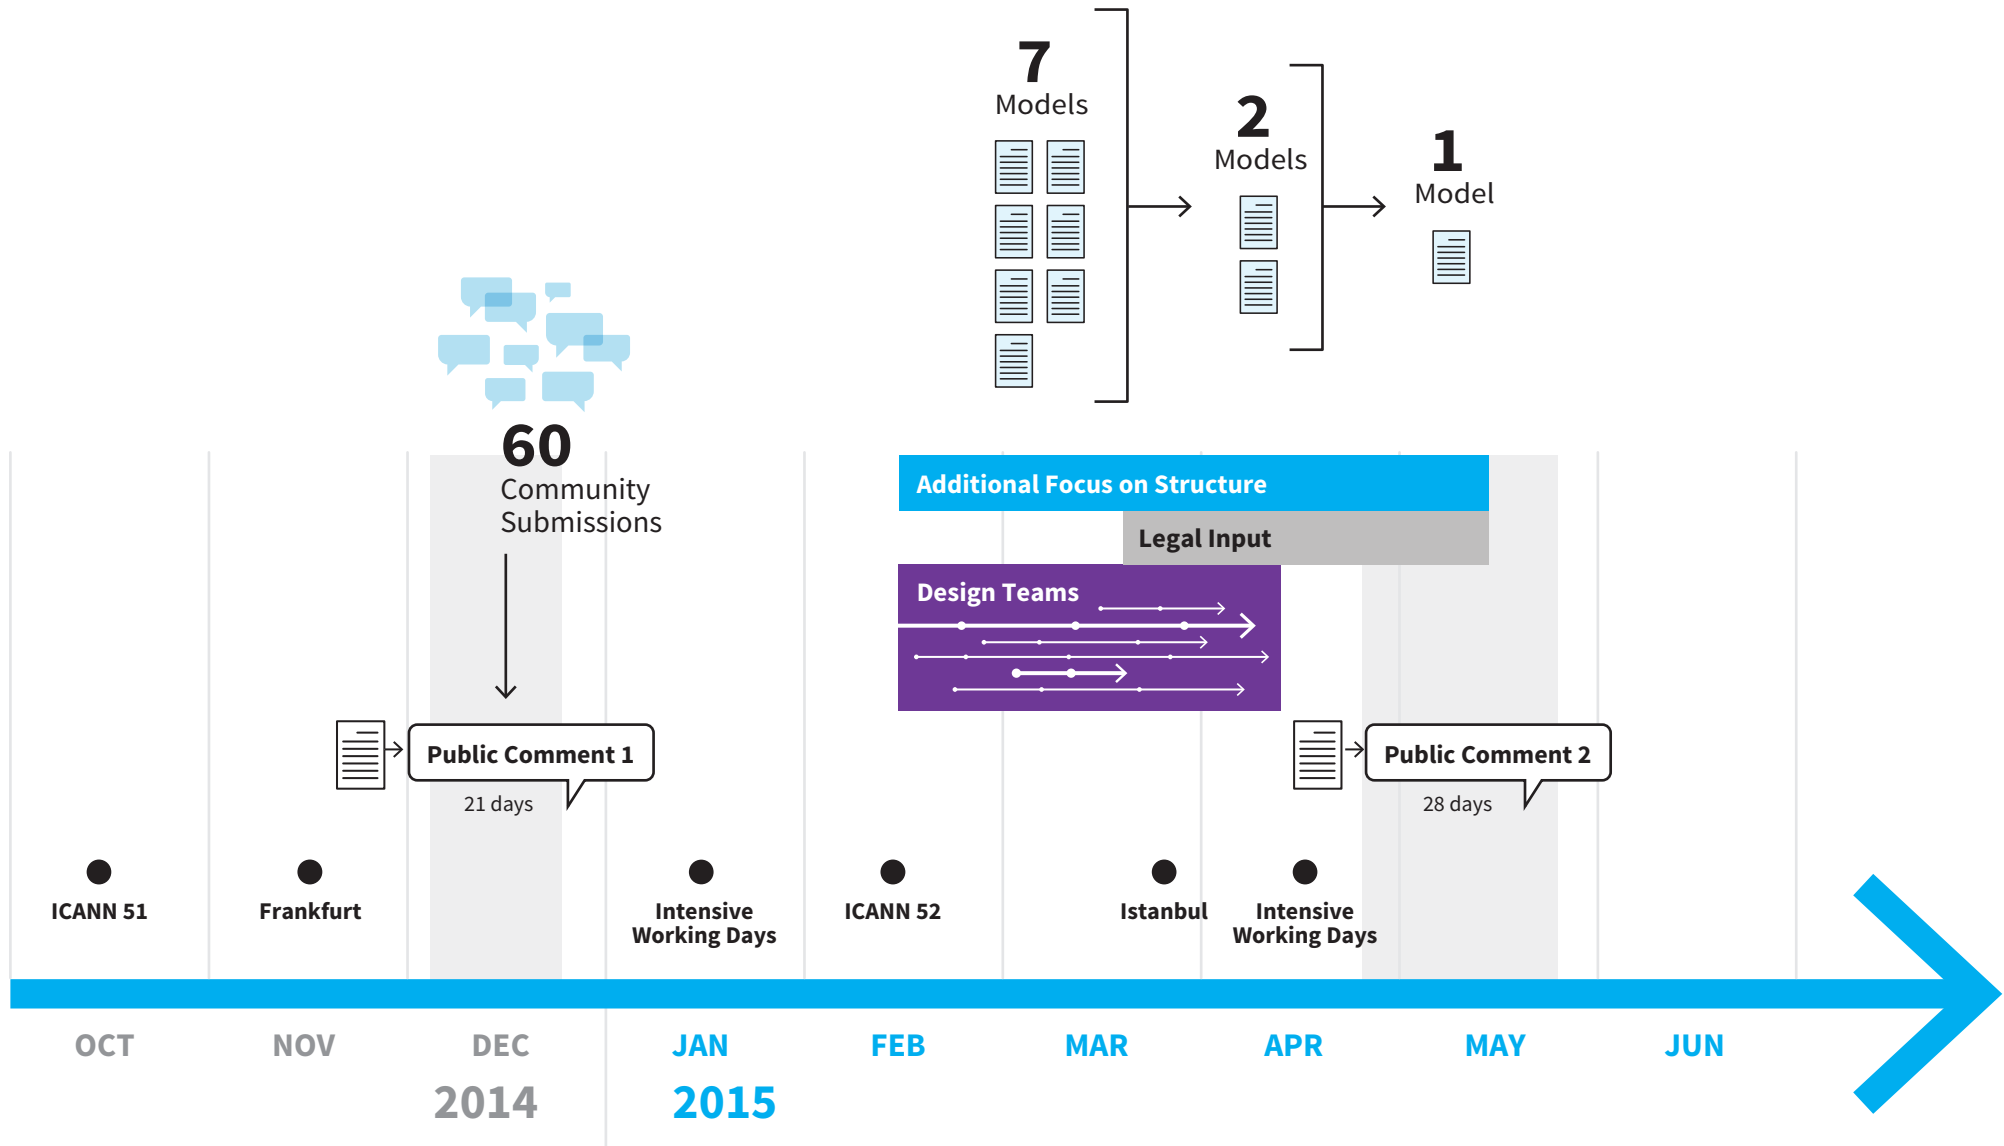 7
Models
2
Models
1
Model
60
Community
Submissions
Additional Focus on Structure
Legal Input
Design Teams
Public Comment 1
21 days
Public Comment 2
28 days
ICANN 51
Frankfurt
Intensive
Working Days
ICANN 52
Istanbul
Intensive
Working Days
OCT
NOV
DEC
JAN
FEB
MAR
APR
MAY
JUN
2014
2015